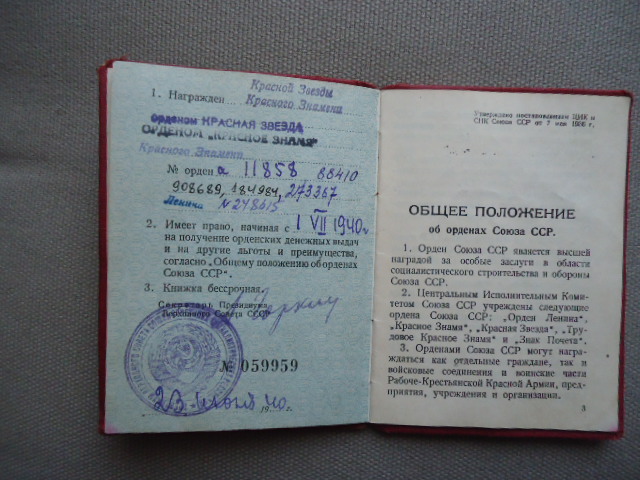 Красной Звезды
1. Награжден Красного Знамени
орденом КРАСНАЯ ЗВЕЗДА
ОРДЕНОМ „КРАСНОЕ ЗНАМЯ"
Красного Знамени
№ орден а 11858 88410
908689, 184984, 273367
Ленина № 248615
2. Имеет право, начиная с 1 VII 1940 г.
на получение орденских денежных выдач
и на другие льготы и преимущества,
согласно „Общему положению об орденах
Союза ССР".
3. Книжка бессрочная.
Секретарь Президиума
Верховного Совета СССР
№ 059959
23 июля 1940 г.
Утверждено постановлением ЦИК и
СНК Союза ССР от 7 мая 1936 г.
ОБЩЕЕ ПОЛОЖЕНИЕ
об орденах Союза ССР.
1. Орден Союза ССР является высшей
наградой за особые заслуги в области
социалистического строительства и обороны
Союза ССР.
2. Центральным Исполнительным Комите-
том Союза ССР учреждены следующие
ордена Союза ССР: „Орден Ленина",
„Красное Знамя", „Красная Звезда", „Тру-
довое Красное Знамя" и „Знак Почета".
3. Орденами Союза ССР могут на-
граждаться как отдельные граждане, так и
войсковые соединения и воинские части
Рабоче-Крестьянской Красной Армии, пред-
приятия, учреждения и организации.
3